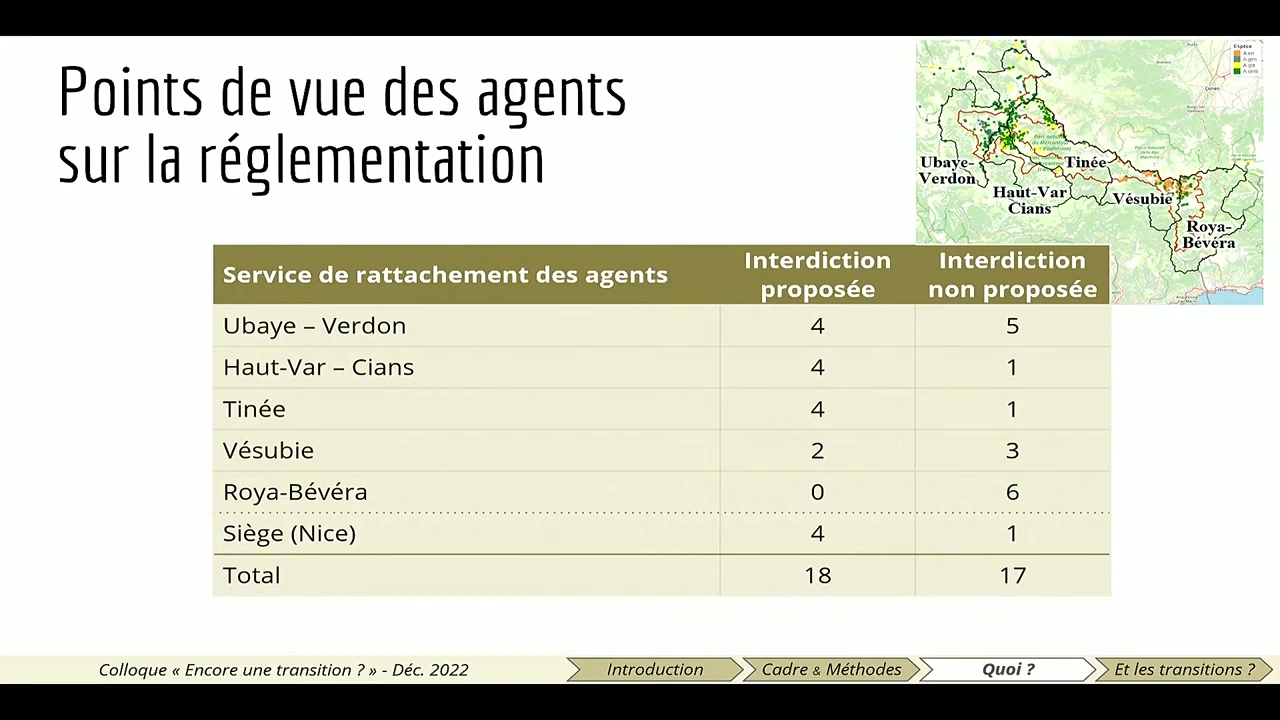 Points de vue des agents
sur la réglementation
Espèce
Ubaye-
Verdon
Haut-Var
Cians
Tinée
Vésubie
Roya-
Bévéra
Service de rattachement des agents
Interdiction
proposée
Interdiction
non proposée
Ubaye – Verdon 4 5
Haut-Var – Cians 4 1
Tinée 4 1
Vésubie 2 3
Roya-Bévéra 0 6
Siège (Nice) 4 1
Total 18 17
Colloque « Encore une transition ? » - Déc. 2022
Introduction
Cadre & Méthodes
Quoi ?
Et les transitions ?